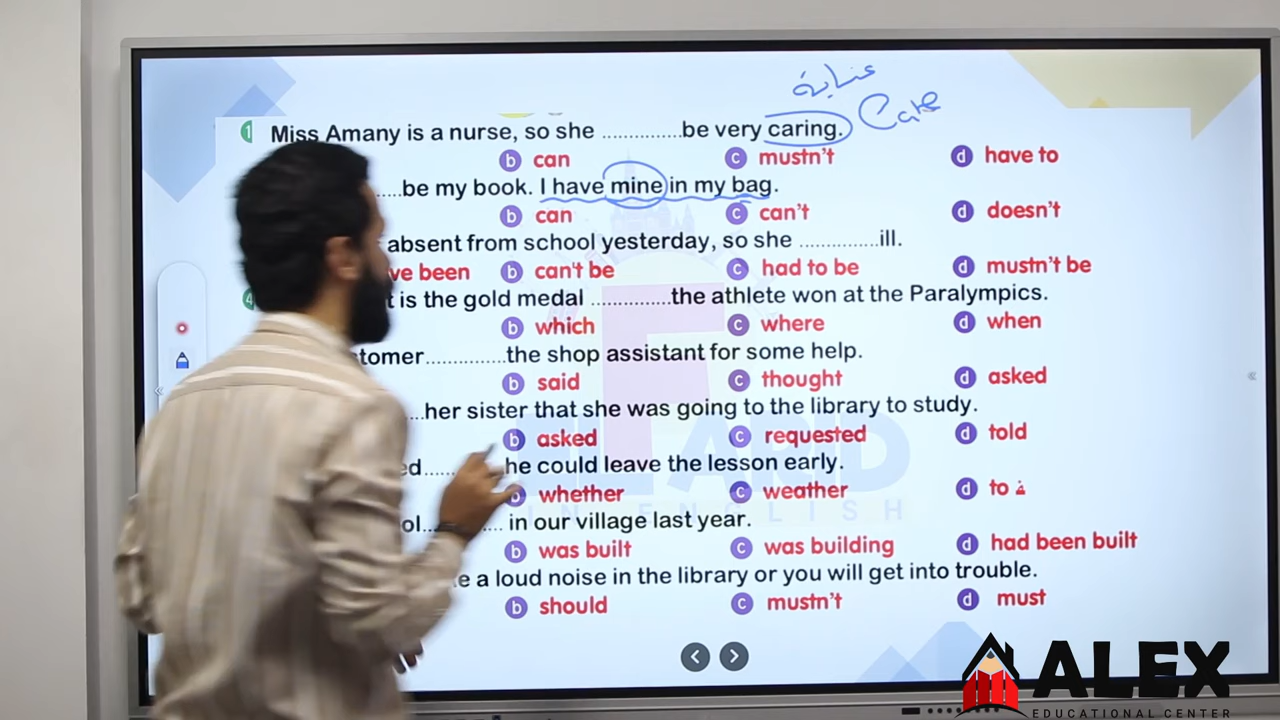 عناية
Care
1 Miss Amany is a nurse, so she ..............be very caring.
b can c mustn't d have to
.....be my book. I have mine in my bag.
b can c can't d doesn't
absent from school yesterday, so she ..............ill.
ve been b can't be c had to be d mustn't be
4 t is the gold medal ..............the athlete won at the Paralympics.
b which c where d when
tomer..............the shop assistant for some help.
b said c thought d asked
...her sister that she was going to the library to study.
b asked c requested d told
ed....... he could leave the lesson early.
b whether c weather d to
ol.. ... in our village last year.
b was built c was building d had been built
e a loud noise in the library or you will get into trouble.
b should c mustn't d must
IN ENGLISH
ALEX
EDUCATIONAL CENTER